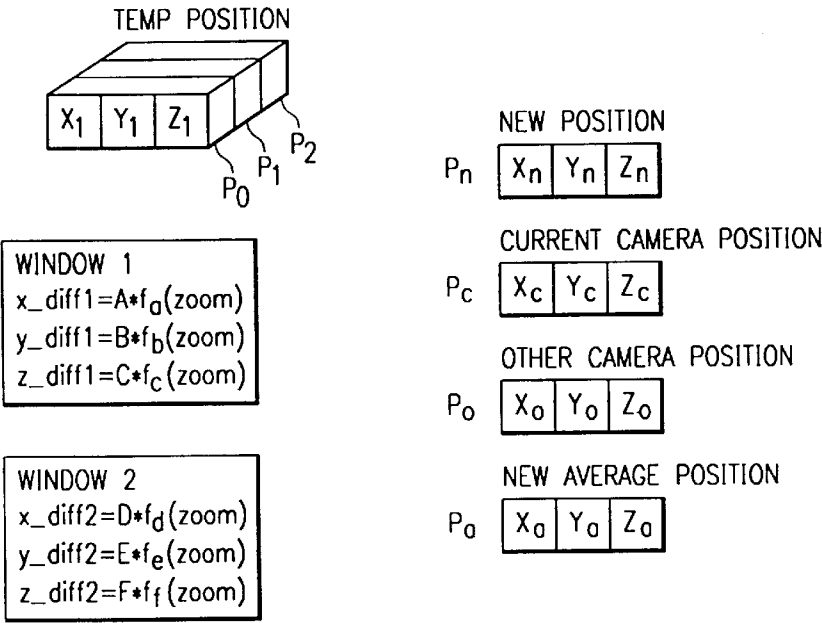 TEMP POSITION
X1 Y1 Z1
P0 P1 P2
WINDOW 1
x_diff1=A*fa(zoom)
y_diff1=B*fb(zoom)
z_diff1=C*fc(zoom)
WINDOW 2
x_diff2=D*fd(zoom)
y_diff2=E*fe(zoom)
z_diff2=F*ff(zoom)
NEW POSITION
Pn Xn Yn Zn
CURRENT CAMERA POSITION
Pc Xc Yc Zc
OTHER CAMERA POSITION
Po Xo Yo Zo
NEW AVERAGE POSITION
Pa Xa Ya Za